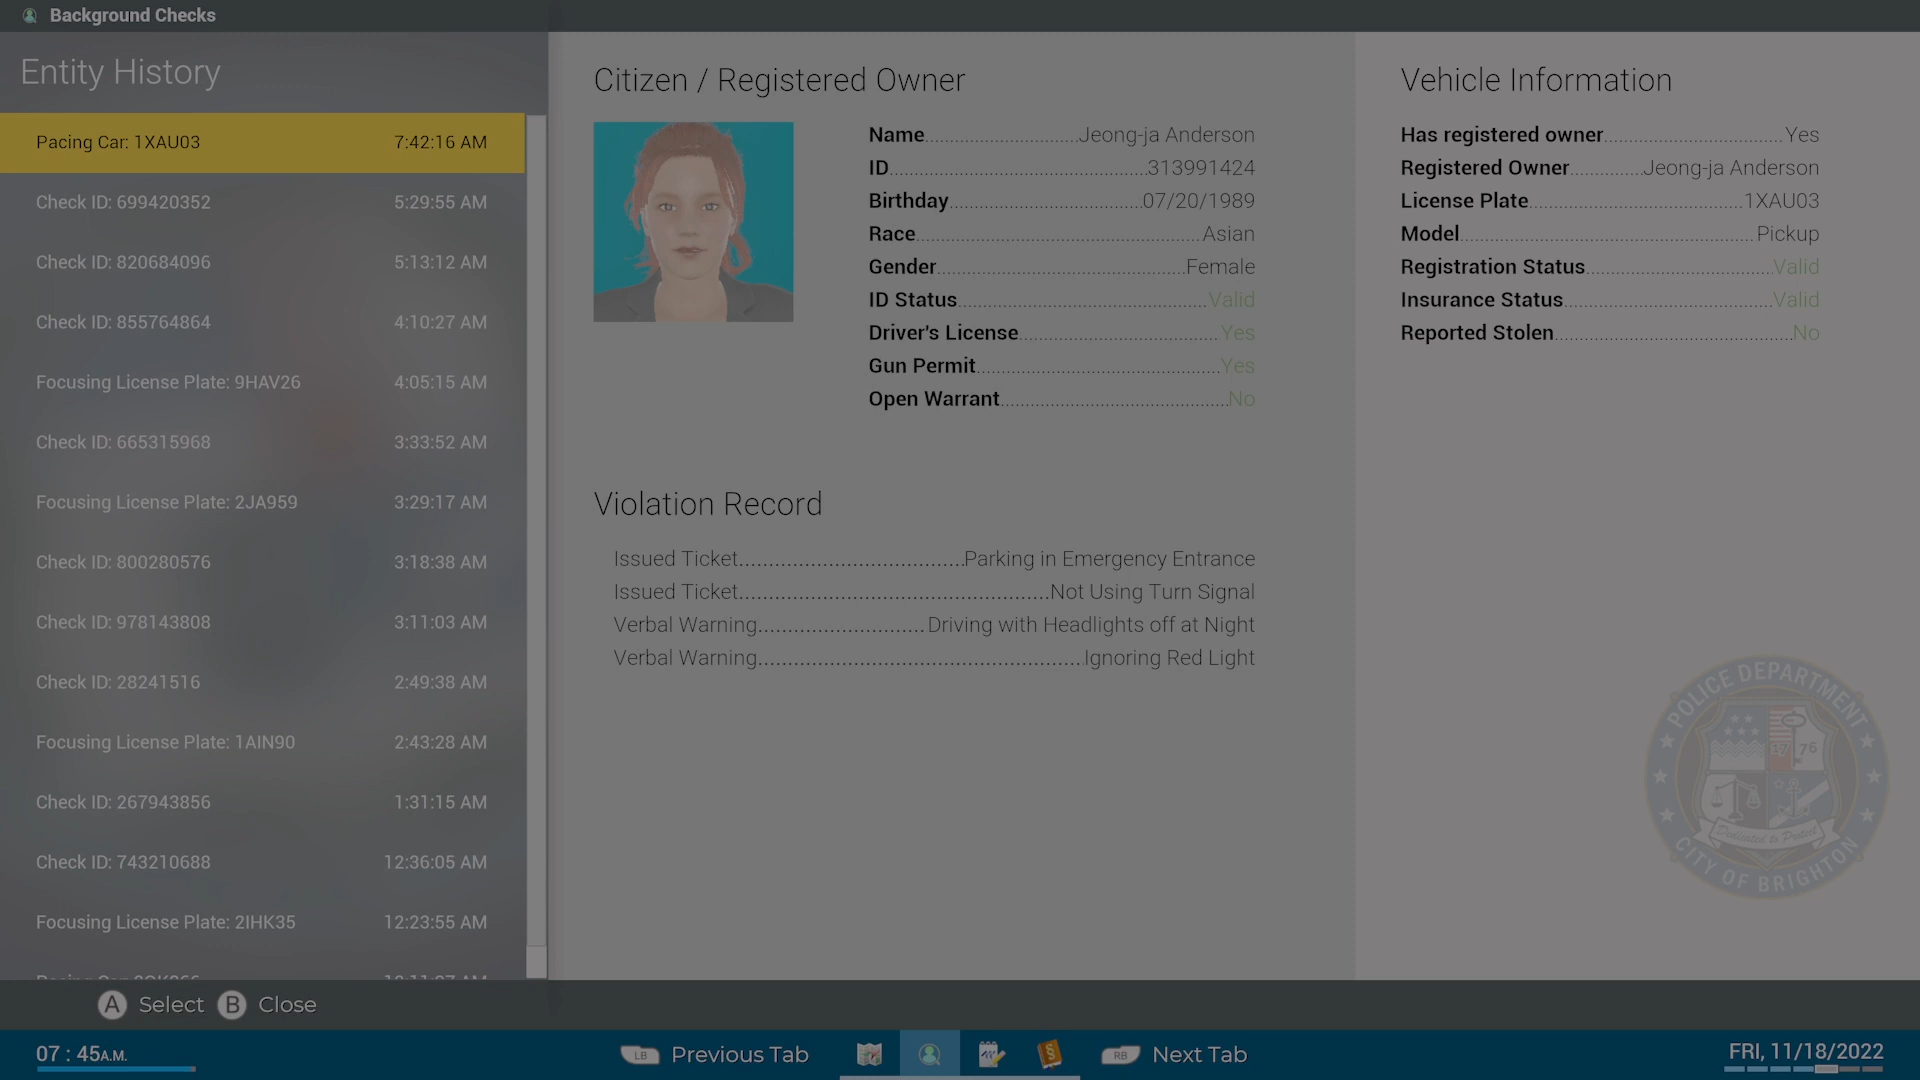 Background Checks
Entity History
Pacing Car: 1XAU03 7:42:16 AM
Check ID: 699420352 5:29:55 AM
Check ID: 820684096 5:13:12 AM
Check ID: 855764864 4:10:27 AM
Focusing License Plate: 9HAV26 4:05:15 AM
Check ID: 665315968 3:33:52 AM
Focusing License Plate: 2JA959 3:29:17 AM
Check ID: 800280576 3:18:38 AM
Check ID: 978143808 3:11:03 AM
Check ID: 28241516 2:49:38 AM
Focusing License Plate: 1AIN90 2:43:28 AM
Check ID: 267943856 1:31:15 AM
Check ID: 743210688 12:36:05 AM
Focusing License Plate: 2IHK35 12:23:55 AM
Citizen / Registered Owner
Name Jeong-ja Anderson
ID 313991424
Birthday 07/20/1989
Race Asian
Gender Female
ID Status Valid
Driver's License Yes
Gun Permit Yes
Open Warrant No
Violation Record
Issued Ticket Parking in Emergency Entrance
Issued Ticket Not Using Turn Signal
Verbal Warning Driving with Headlights off at Night
Verbal Warning Ignoring Red Light
Vehicle Information
Has registered owner Yes
Registered Owner Jeong-ja Anderson
License Plate 1XAU03
Model Pickup
Registration Status Valid
Insurance Status Valid
Reported Stolen No
POLICE DEPARTMENT
17 76
Dedicated to Protect
CITY OF BRIGHTON
A Select B Close
07 : 45 A.M.
LB Previous Tab
RB Next Tab
FRI, 11/18/2022